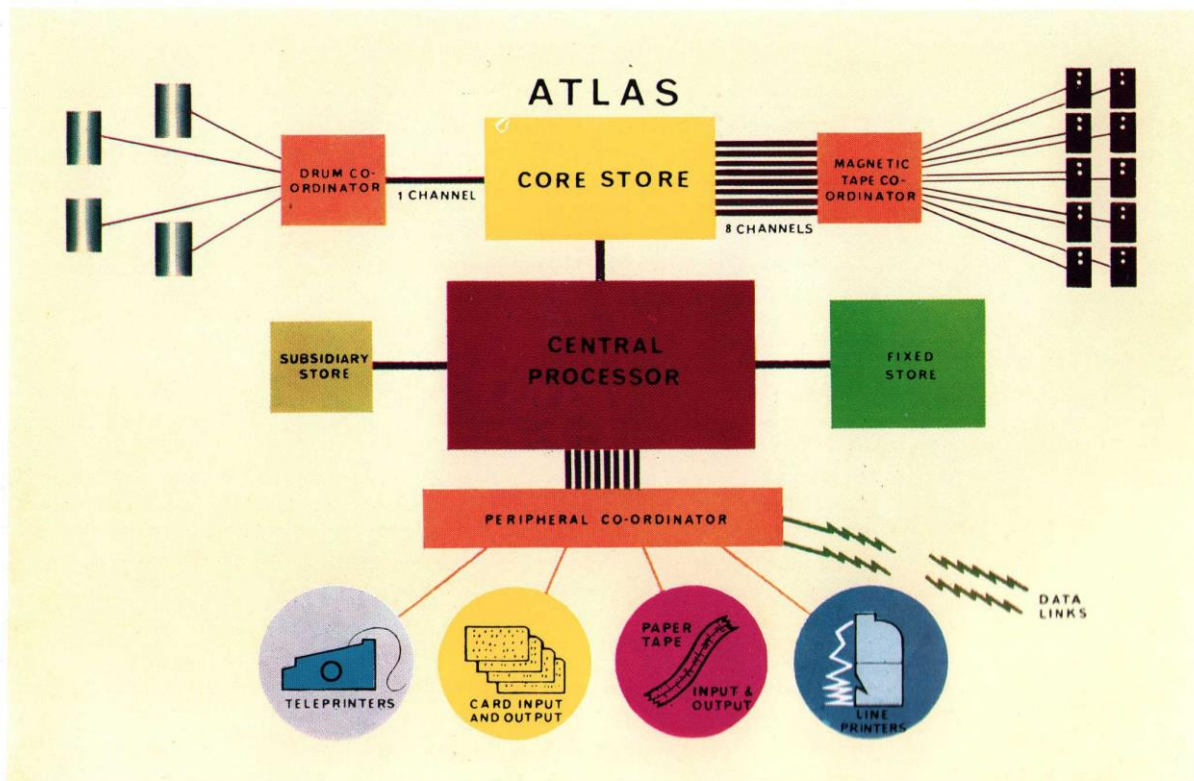 ATLAS
DRUM CO-
ORDINATOR
1 CHANNEL
CORE STORE
8 CHANNELS
MAGNETIC
TAPE CO-
ORDINATOR
SUBSIDIARY
STORE
CENTRAL
PROCESSOR
FIXED
STORE
PERIPHERAL CO-ORDINATOR
DATA
LINKS
TELEPRINTERS
CARD INPUT
AND OUTPUT
PAPER
TAPE
INPUT &
OUTPUT
LINE
PRINTERS